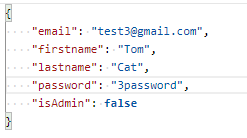 {
    "email": "test3@gmail.com",
    "firstname": "Tom",
    "lastname": "Cat",
    "password": "3password",
    "isAdmin": false
}